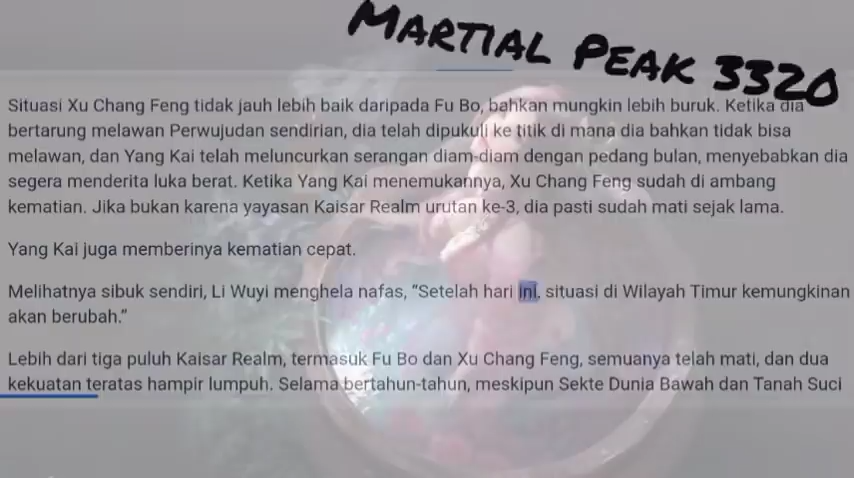 MARTIAL PEAK 3320
Situasi Xu Chang Feng tidak jauh lebih baik daripada Fu Bo, bahkan mungkin lebih buruk. Ketika dia
bertarung melawan Perwujudan sendirian, dia telah dipukuli ke titik di mana dia bahkan tidak bisa
melawan, dan Yang Kai telah meluncurkan serangan diam-diam dengan pedang bulan, menyebabkan dia
segera menderita luka berat. Ketika Yang Kai menemukannya, Xu Chang Feng sudah di ambang
kematian. Jika bukan karena yayasan Kaisar Realm urutan ke-3, dia pasti sudah mati sejak lama.
Yang Kai juga memberinya kematian cepat.
Melihatnya sibuk sendiri, Li Wuyi menghela nafas, “Setelah hari ini, situasi di Wilayah Timur kemungkinan
akan berubah.”
Lebih dari tiga puluh Kaisar Realm, termasuk Fu Bo dan Xu Chang Feng, semuanya telah mati, dan dua
kekuatan teratas hampir lumpuh. Selama bertahun-tahun, meskipun Sekte Dunia Bawah dan Tanah Suci